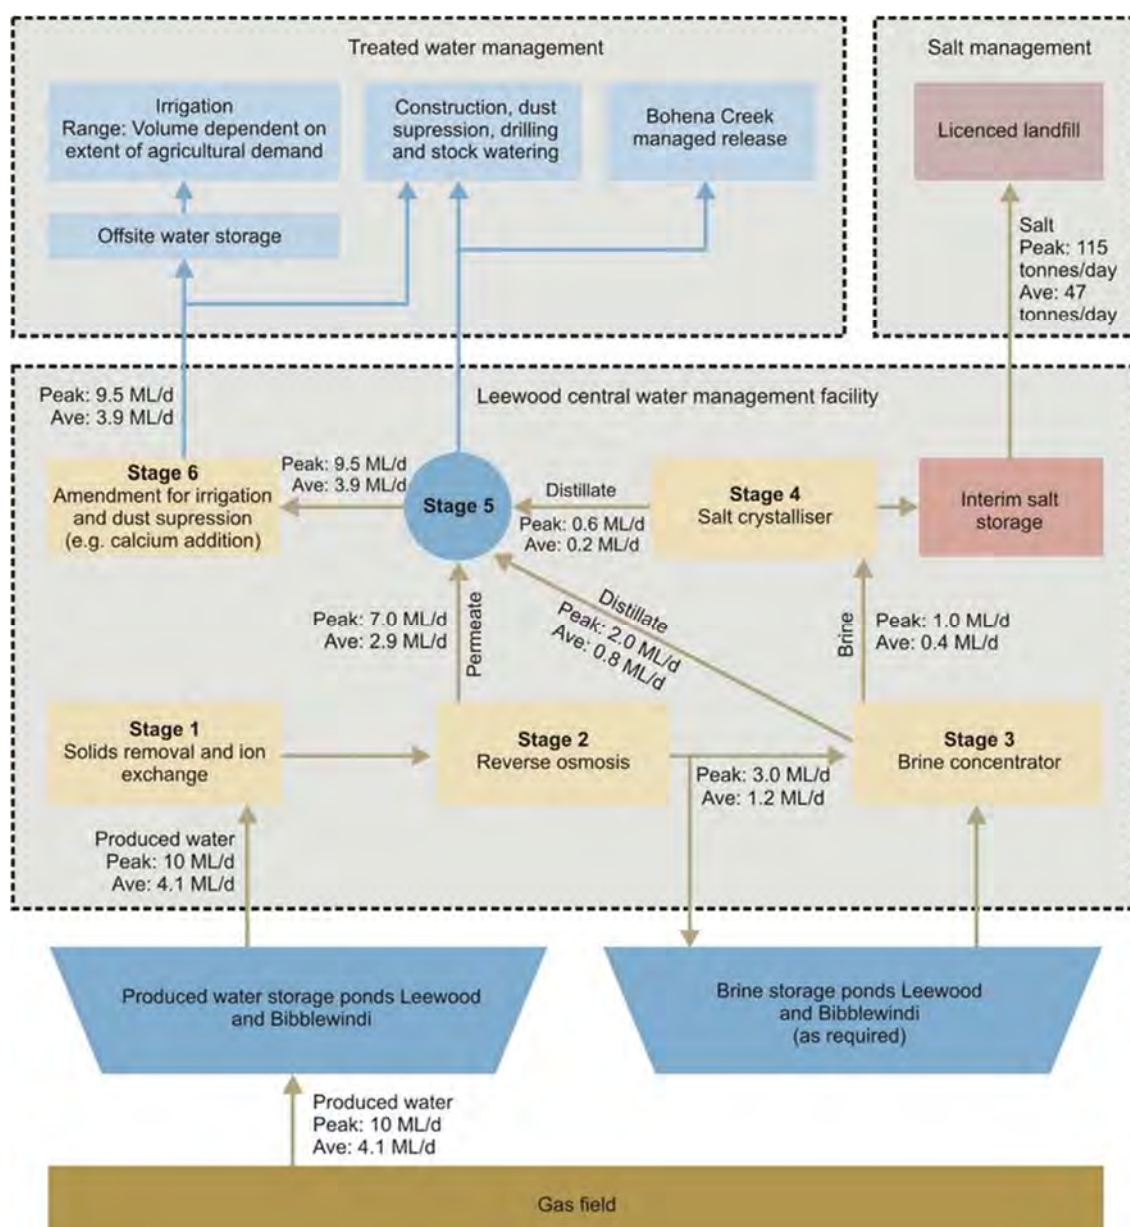 Treated water management
Irrigation
Range: Volume dependent on
extent of agricultural demand
Construction, dust
supression, drilling
and stock watering
Bohena Creek
managed release
Offsite water storage
Salt management
Licenced landfill
Salt
Peak: 115
tonnes/day
Ave: 47
tonnes/day
Leewood central water management facility
Peak: 9.5 ML/d
Ave: 3.9 ML/d
Stage 6
Amendment for irrigation
and dust supression
(e.g. calcium addition)
Peak: 9.5 ML/d
Ave: 3.9 ML/d
Stage 5
Distillate
Peak: 0.6 ML/d
Ave: 0.2 ML/d
Stage 4
Salt crystalliser
Interim salt
storage
Peak: 7.0 ML/d
Ave: 2.9 ML/d
Permeate
Distillate
Peak: 2.0 ML/d
Ave: 0.8 ML/d
Brine
Peak: 1.0 ML/d
Ave: 0.4 ML/d
Stage 1
Solids removal and ion
exchange
Stage 2
Reverse osmosis
Peak: 3.0 ML/d
Ave: 1.2 ML/d
Stage 3
Brine concentrator
Produced water
Peak: 10 ML/d
Ave: 4.1 ML/d
Produced water storage ponds Leewood
and Bibblewindi
Brine storage ponds Leewood
and Bibblewindi
(as required)
Produced water
Peak: 10 ML/d
Ave: 4.1 ML/d
Gas field